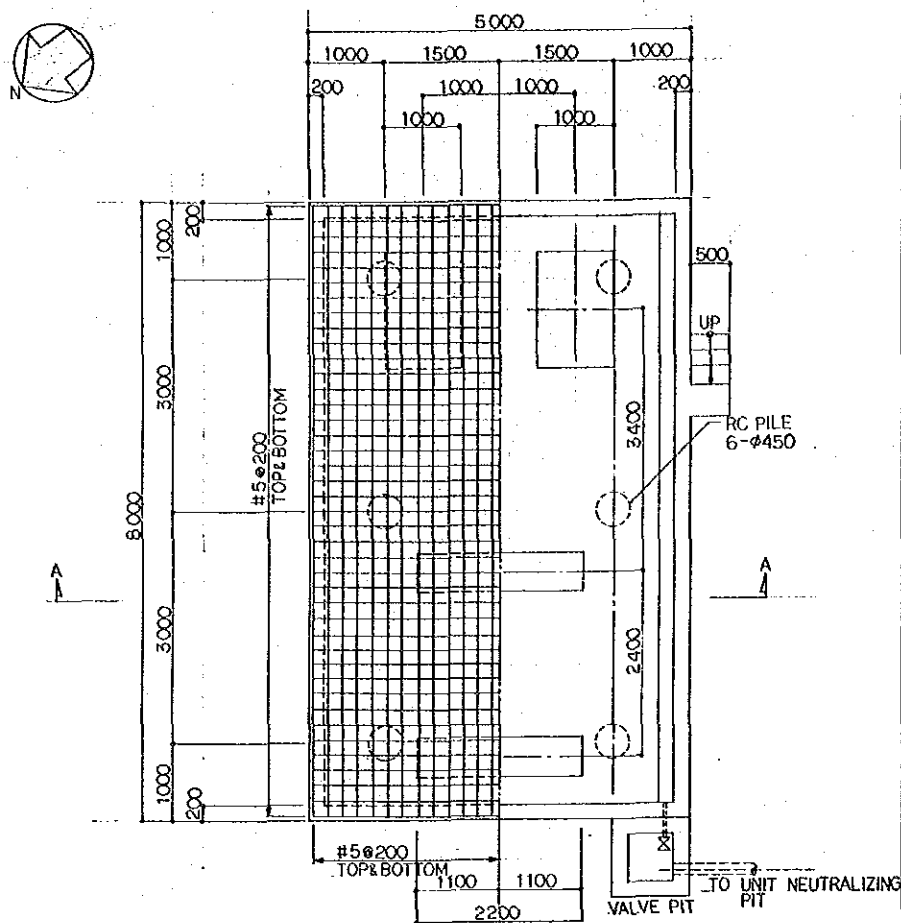 5000
1000 1500 1500 1000
200 1000 1000 200
1000 1000
N
200
1000
500
UP
3000
3400
#5@200
TOP&BOTTOM
RC PILE
6-φ450
8000
A A
3000
2400
1000
200
#5@200
TOP&BOTTOM
1100 1100
2200
VALVE PIT
TO UNIT NEUTRALIZING
PIT